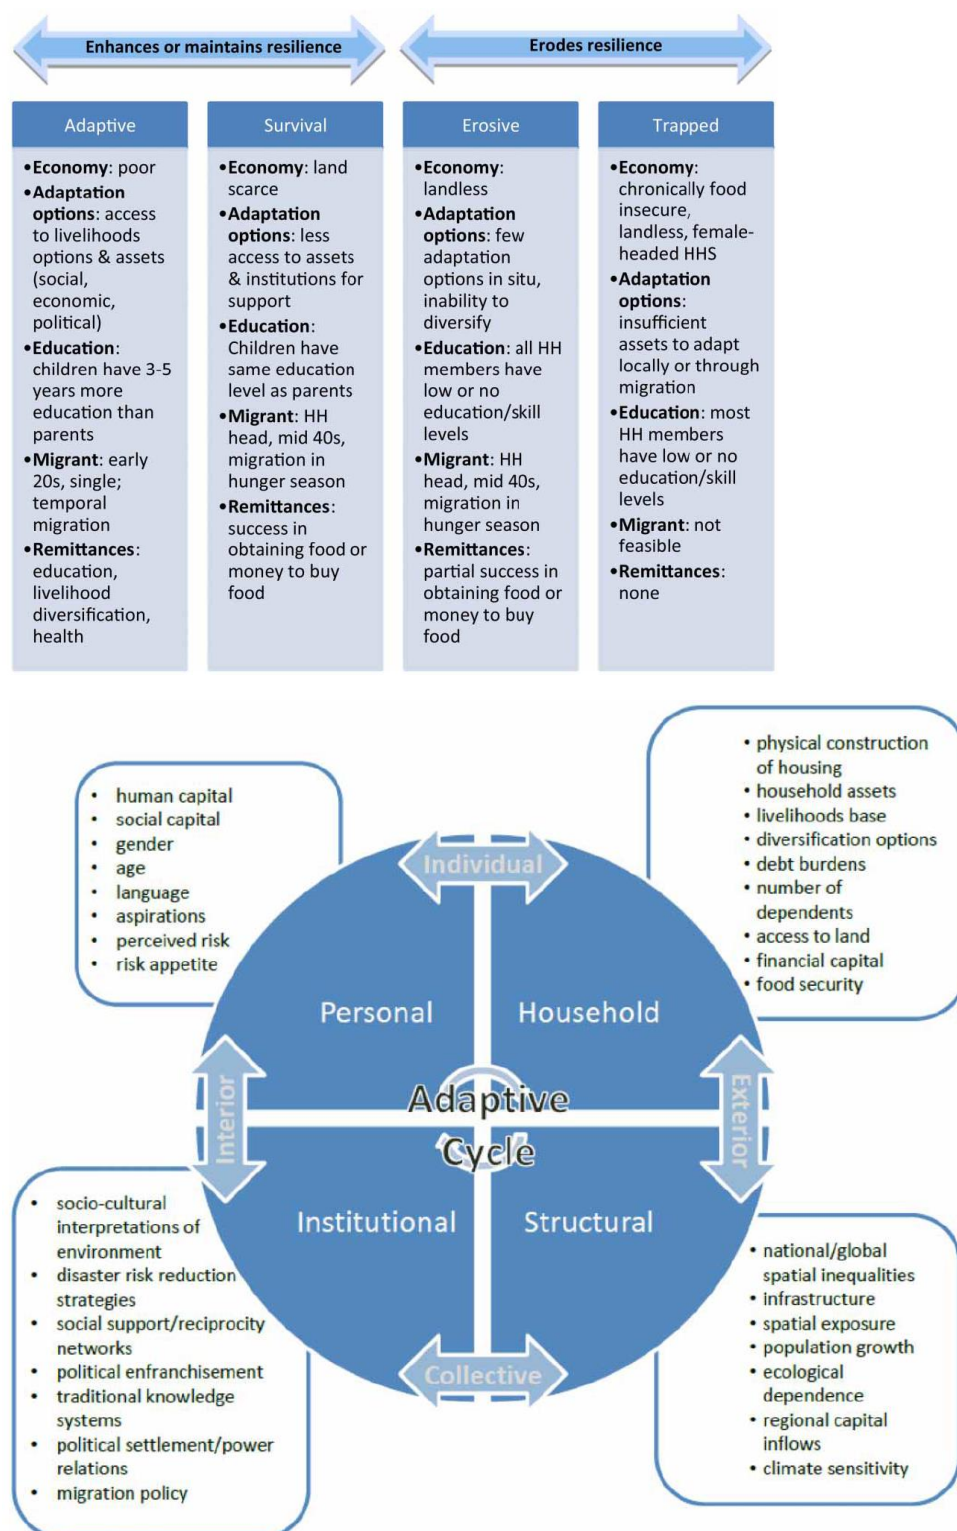 Enhances or maintains resilience
Erodes resilience
Adaptive
•Economy: poor
•Adaptation
options: access
to livelihoods
options & assets
(social,
economic,
political)
•Education:
children have 3-5
years more
education than
parents
•Migrant: early
20s, single;
temporal
migration
•Remittances:
education,
livelihood
diversification,
health
Survival
•Economy: land
scarce
•Adaptation
options: less
access to assets
& institutions for
support
•Education:
Children have
same education
level as parents
•Migrant: HH
head, mid 40s,
migration in
hunger season
•Remittances:
success in
obtaining food or
money to buy
food
Erosive
•Economy:
landless
•Adaptation
options: few
adaptation
options in situ,
inability to
diversify
•Education: all HH
members have
low or no
education/skill
levels
•Migrant: HH
head, mid 40s,
migration in
hunger season
•Remittances:
partial success in
obtaining food or
money to buy
food
Trapped
•Economy:
chronically food
insecure,
landless, female-
headed HHS
•Adaptation
options:
insufficient
assets to adapt
locally or through
migration
•Education: most
HH members
have low or no
education/skill
levels
•Migrant: not
feasible
•Remittances:
none
• human capital
• social capital
• gender
• age
• language
• aspirations
• perceived risk
• risk appetite
• physical construction
of housing
• household assets
• livelihoods base
• diversification options
• debt burdens
• number of
dependents
• access to land
• financial capital
• food security
Individual
Personal
Household
Interior
Adaptive
Cycle
Exterior
Institutional
Structural
Collective
• socio-cultural
interpretations of
environment
• disaster risk reduction
strategies
• social support/reciprocity
networks
• political enfranchisement
• traditional knowledge
systems
• political settlement/power
relations
• migration policy
• national/global
spatial inequalities
• infrastructure
• spatial exposure
• population growth
• ecological
dependence
• regional capital
inflows
• climate sensitivity